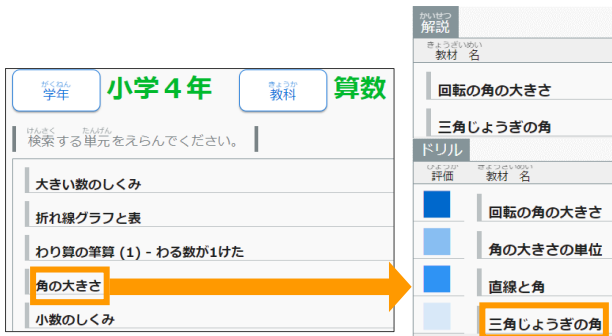 がくねん
学年
小学４年
きょうか
教科
算数
けんさく たんげん
検索する単元をえらんでください。
大きい数のしくみ
折れ線グラフと表
わり算の筆算 (1) - わる数が1けた
角の大きさ
小数のしくみ
かいせつ
解説
きょうざいめい
教材 名
回転の角の大きさ
三角じょうぎの角
ドリル
ひょうか きょうざいめい
評価 教材 名
回転の角の大きさ
角の大きさの単位
直線と角
三角じょうぎの角